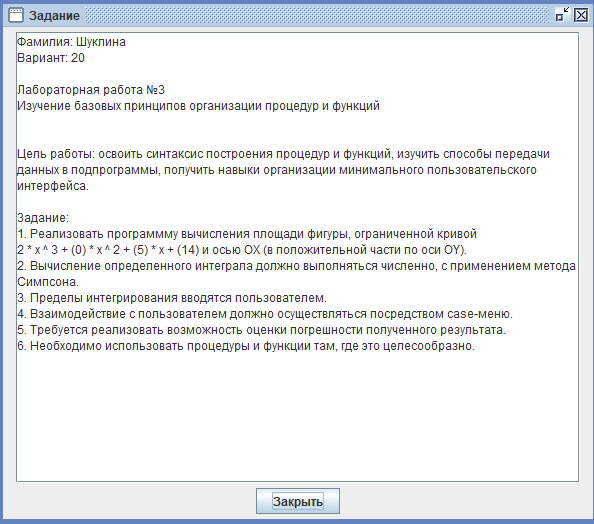 Задание
Фамилия: Шуклина
Вариант: 20
Лабораторная работа №3
Изучение базовых принципов организации процедур и функций
Цель работы: освоить синтаксис построения процедур и функций, изучить способы передачи
данных в подпрограммы, получить навыки организации минимального пользовательского
интерфейса.
Задание:
1. Реализовать программму вычисления площади фигуры, ограниченной кривой
2 * x ^ 3 + (0) * x ^ 2 + (5) * x + (14) и осью OX (в положительной части по оси OY).
2. Вычисление определенного интеграла должно выполняться численно, с применением метода
Симпсона.
3. Пределы интегрирования вводятся пользователем.
4. Взаимодействие с пользователем должно осуществляться посредством case-меню.
5. Требуется реализовать возможность оценки погрешности полученного результата.
6. Необходимо использовать процедуры и функции там, где это целесообразно.
Закрыть